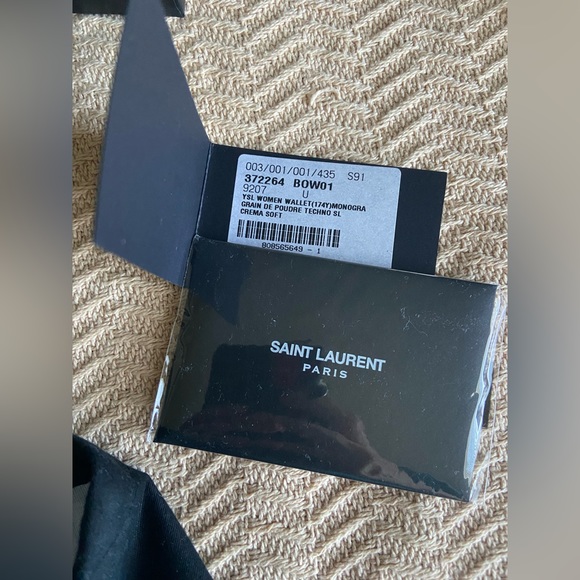 003/001/001/435 S91
372264 BOW01
9207 U
YSL WOMEN WALLET(174Y)MONOGRA
GRAIN DE POUDRE TECHNO SL
CREMA SOFT
808565649 - 1
SAINT LAURENT
PARIS